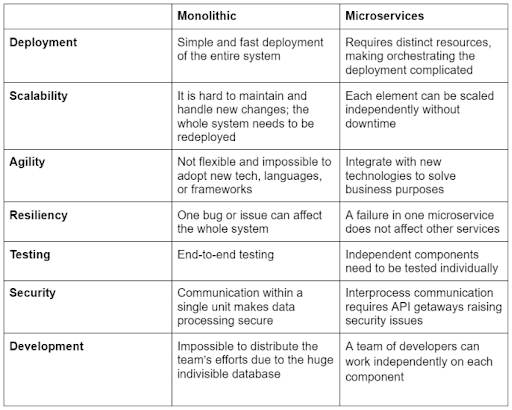 Monolithic
Microservices
Deployment
Simple and fast deployment
of the entire system
Requires distinct resources,
making orchestrating the
deployment complicated
Scalability
It is hard to maintain and
handle new changes; the
whole system needs to be
redeployed
Each element can be scaled
independently without
downtime
Agility
Not flexible and impossible to
adopt new tech, languages,
or frameworks
Integrate with new
technologies to solve
business purposes
Resiliency
One bug or issue can affect
the whole system
A failure in one microservice
does not affect other services
Testing
End-to-end testing
Independent components
need to be tested individually
Security
Communication within a
single unit makes data
processing secure
Interprocess communication
requires API getaways raising
security issues
Development
Impossible to distribute the
team's efforts due to the huge
indivisible database
A team of developers can
work independently on each
component